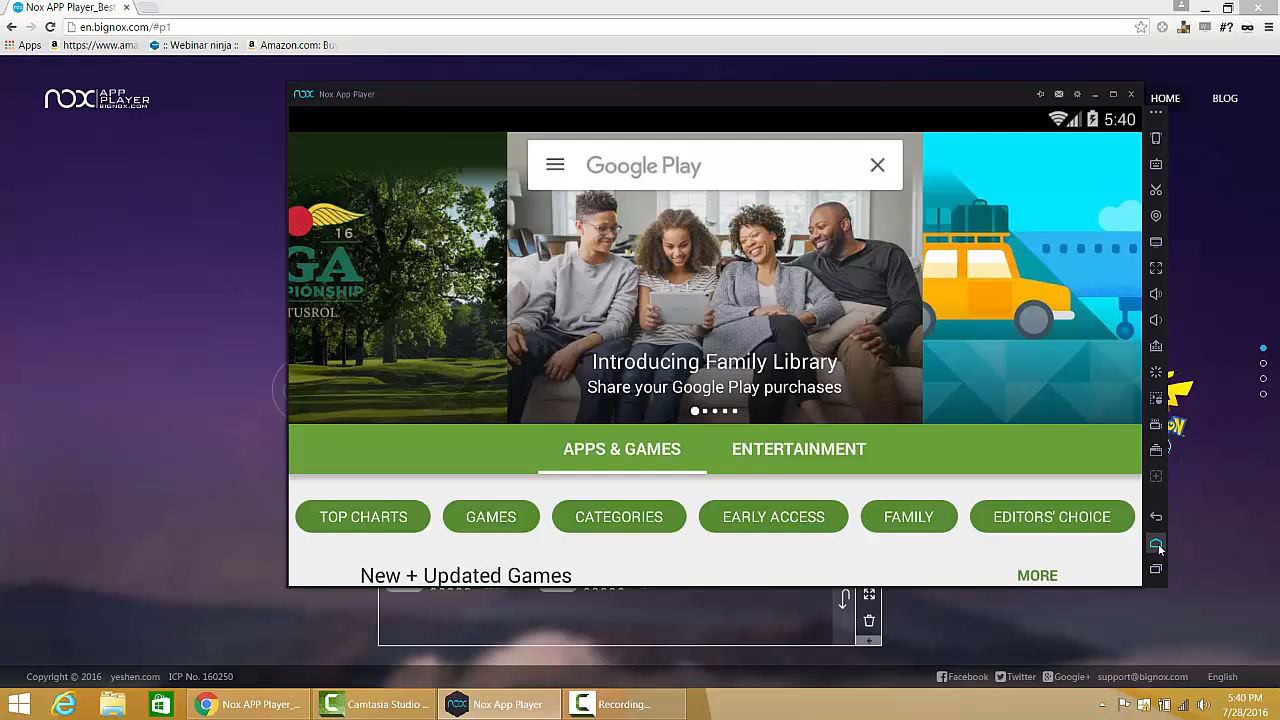 Nox APP Player_Best
en.bignox.com/#p1
#?
Apps
https://www.ama
:: Webinar ninja ::
Amazon.com: Bu
nox APP PLAYER
BIGNOX.COM
HOME
BLOG
nox Nox App Player
5:40
Google Play
16
GA
PIONSHIP
TUSROL
Introducing Family Library
Share your Google Play purchases
APPS & GAMES
ENTERTAINMENT
TOP CHARTS
GAMES
CATEGORIES
EARLY ACCESS
FAMILY
EDITORS' CHOICE
New + Updated Games
MORE
Copyright © 2016 yeshen.com ICP No. 160250
Facebook
Twitter
Google+
support@bignox.com
English
Nox APP Player_...
Camtasia Studio ...
Nox App Player
Recording...
5:40 PM
7/28/2016